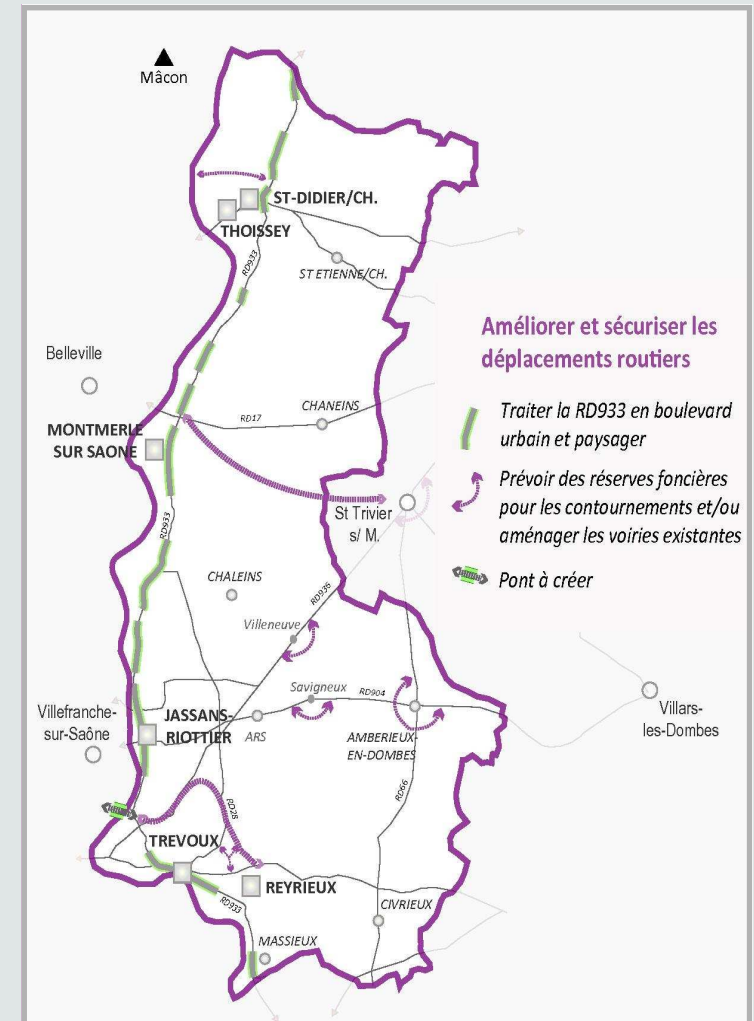 Mâcon
ST-DIDIER/CH.
THOISSEY
RD933
ST ETIENNE/CH.
Améliorer et sécuriser les
déplacements routiers
Belleville
Traiter la RD933 en boulevard
urbain et paysager
CHANEINS
RD17
MONTMERLE
SUR SAONE
Prévoir des réserves foncières
pour les contournements et/ou
aménager les voiries existantes
St Trivier
s/ M.
RD933
Pont à créer
CHALEINS
RD936
Villeneuve
Savigneux
RD904
Villars-
les-Dombes
Villefranche-
sur-Saône
JASSANS-
RIOTTIER
ARS
AMBERIEUX-
EN-DOMBES
RD66
RD28
TREVOUX
REYRIEUX
RD933
CIVRIEUX
MASSIEUX